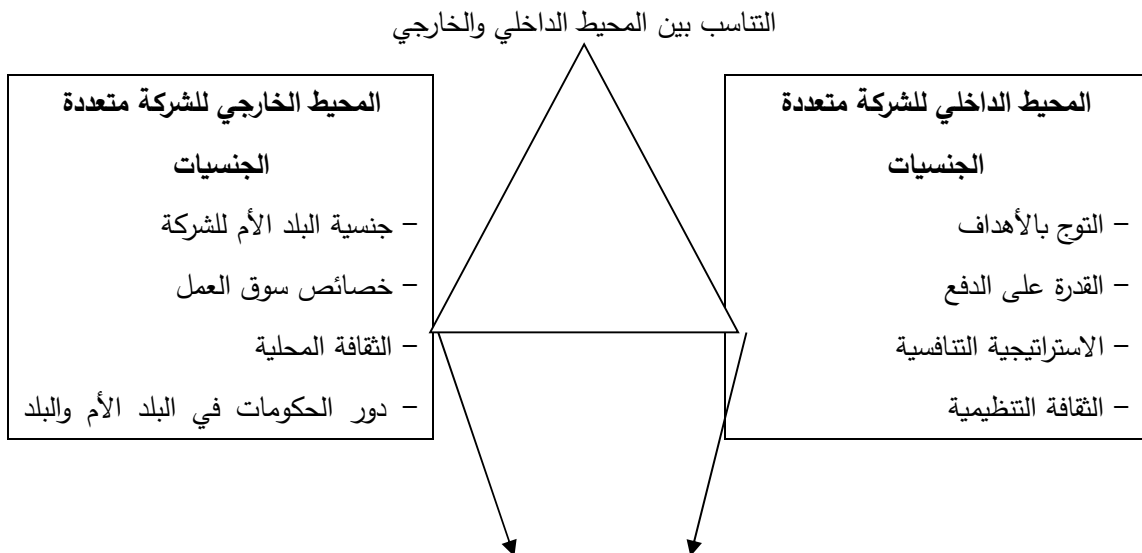 التناسب بين المحيط الداخلي والخارجي
المحيط الداخلي للشركة متعددة
الجنسيات
- التوج بالأهداف
- القدرة على الدفع
- الاستراتيجية التنافسية
- الثقافة التنظيمية
المحيط الخارجي للشركة متعددة
الجنسيات
- جنسية البلد الأم للشركة
- خصائص سوق العمل
- الثقافة المحلية
- دور الحكومات في البلد الأم والبلد